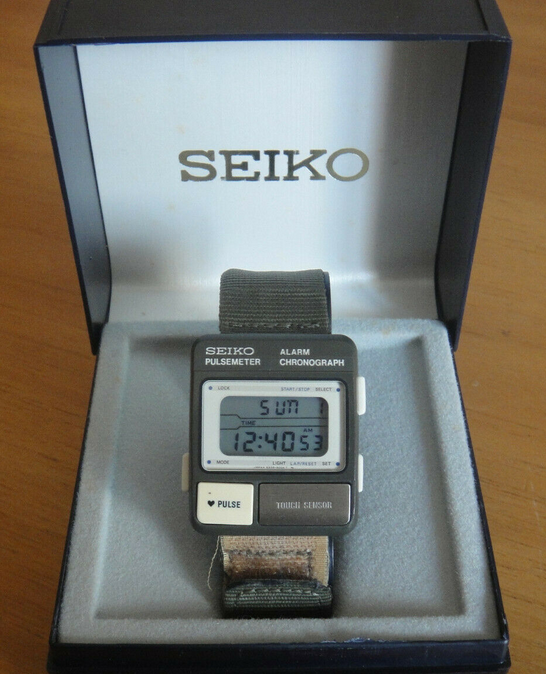 SEIKO
SEIKO ALARM
PULSEMETER CHRONOGRAPH
LOCK START/STOP SELECT
SUN 1
TIME AM
12:40 53
MODE LIGHT LAP/RESET SET
♥ PULSE TOUCH SENSOR